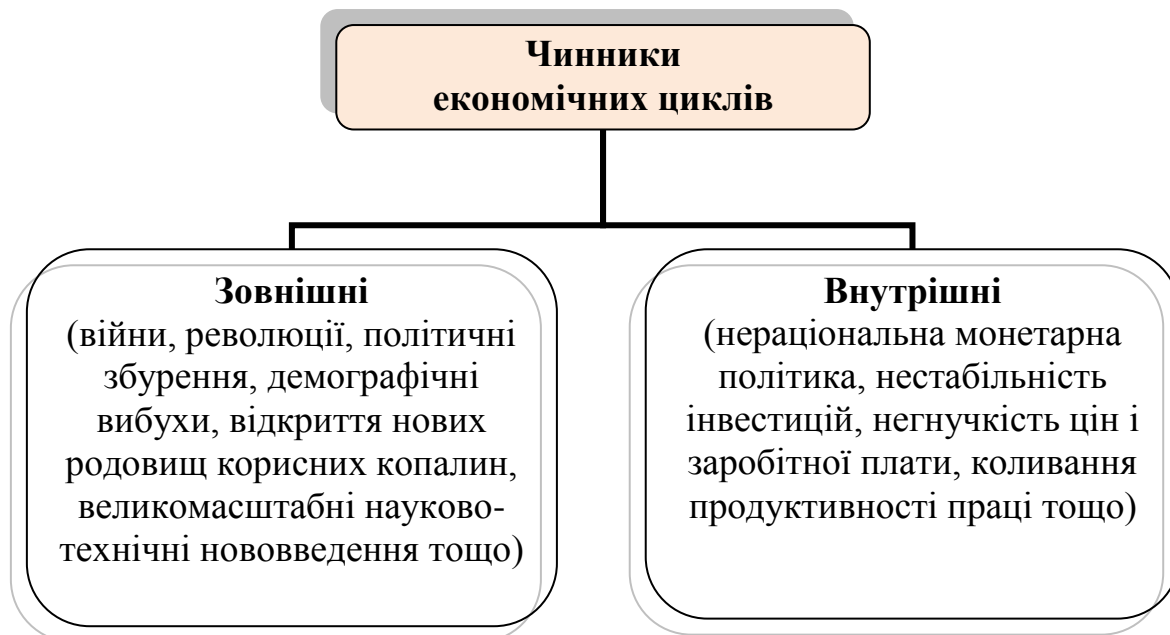 Чинники
економічних циклів
Зовнішні
(війни, революції, політичні
збурення, демографічні
вибухи, відкриття нових
родовищ корисних копалин,
великомасштабні науково-
технічні нововведення тощо)
Внутрішні
(нераціональна монетарна
політика, нестабільність
інвестицій, негнучкість цін і
заробітної плати, коливання
продуктивності праці тощо)